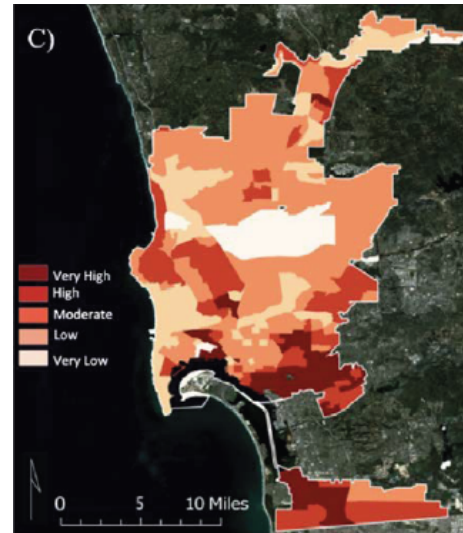 C)
Very High
High
Moderate
Low
Very Low
0 5 10 Miles